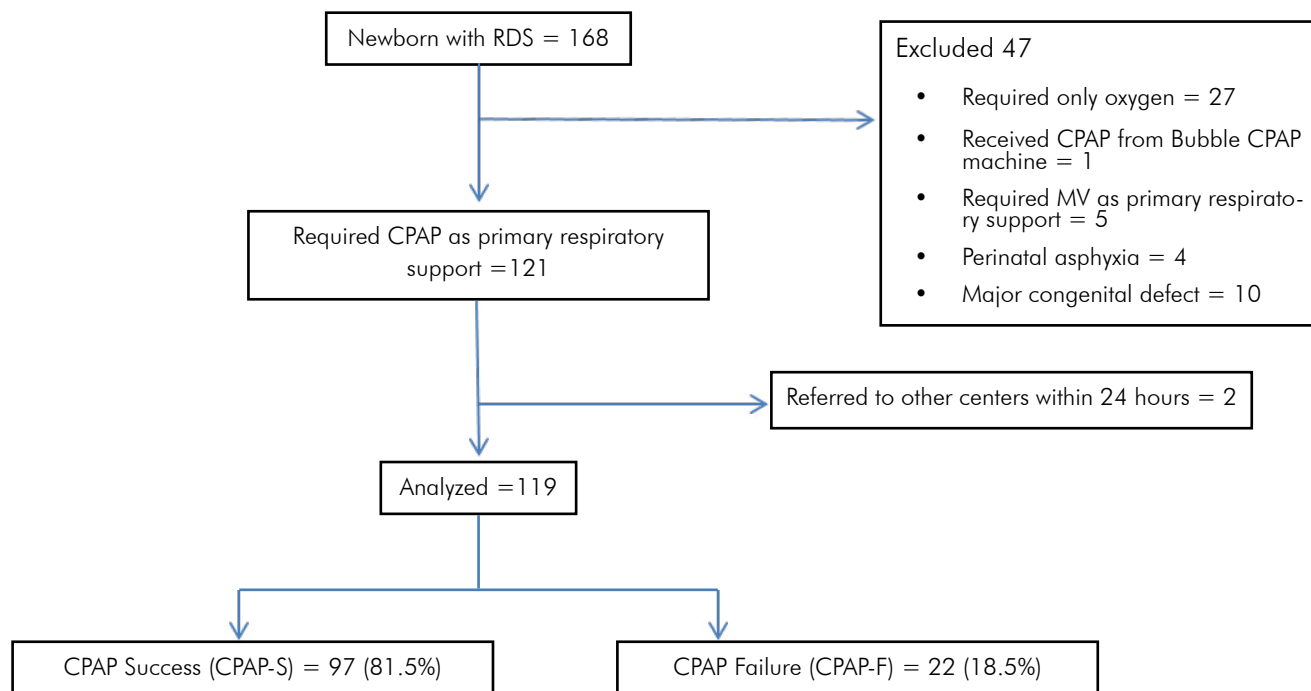 Newborn with RDS = 168
Excluded 47
• Required only oxygen = 27
• Received CPAP from Bubble CPAP
machine = 1
• Required MV as primary respirato-
ry support = 5
• Perinatal asphyxia = 4
• Major congenital defect = 10
Required CPAP as primary respiratory
support =121
Referred to other centers within 24 hours = 2
Analyzed =119
CPAP Success (CPAP-S) = 97 (81.5%)
CPAP Failure (CPAP-F) = 22 (18.5%)